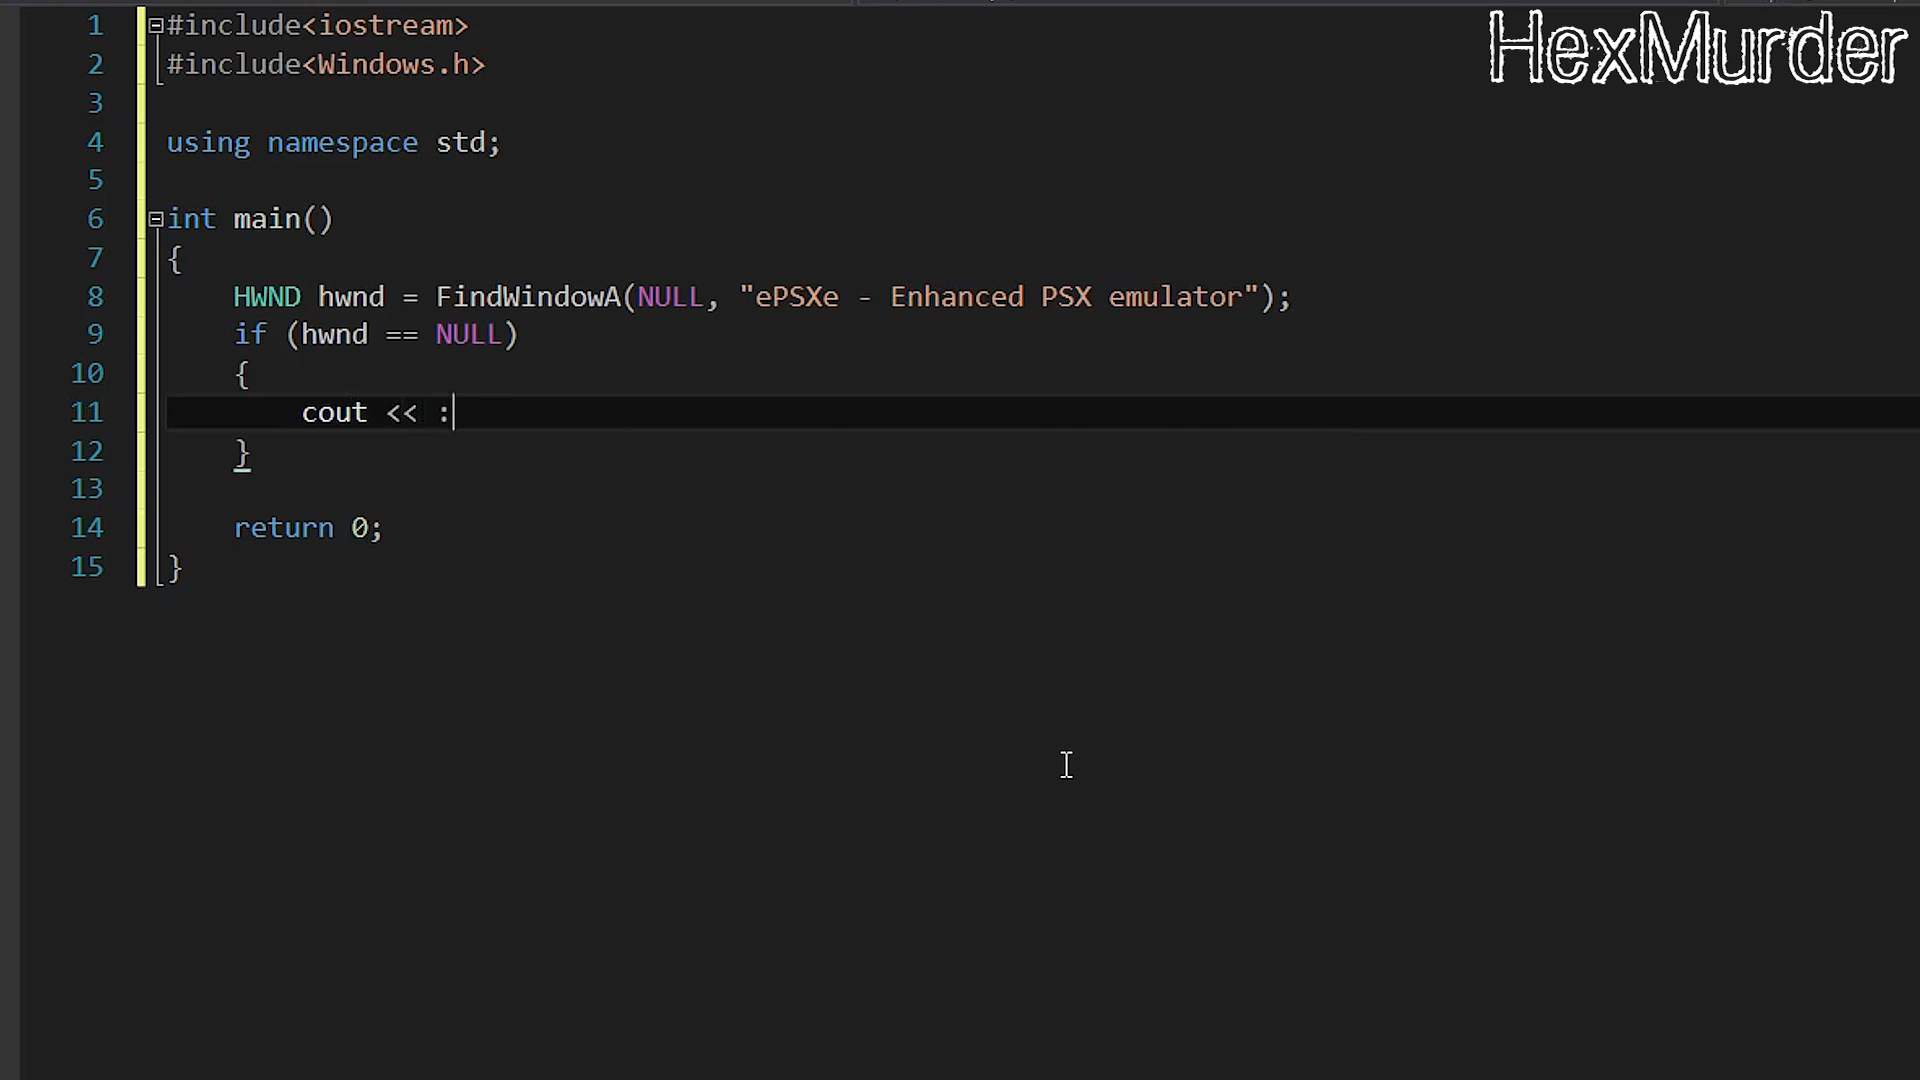 HexMurder
1 #include<iostream>
2 #include<Windows.h>
3
4 using namespace std;
5
6 int main()
7 {
8 HWND hwnd = FindWindowA(NULL, "ePSXe - Enhanced PSX emulator");
9 if (hwnd == NULL)
10 {
11 cout << :
12 }
13
14 return 0;
15 }